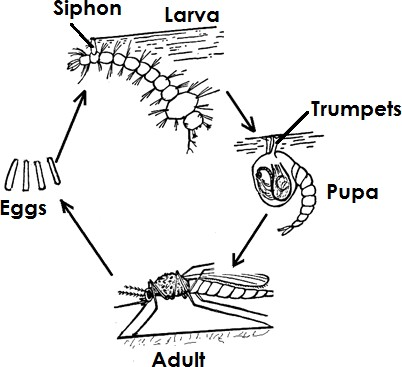 Siphon
Larva
Trumpets
Pupa
Eggs
Adult